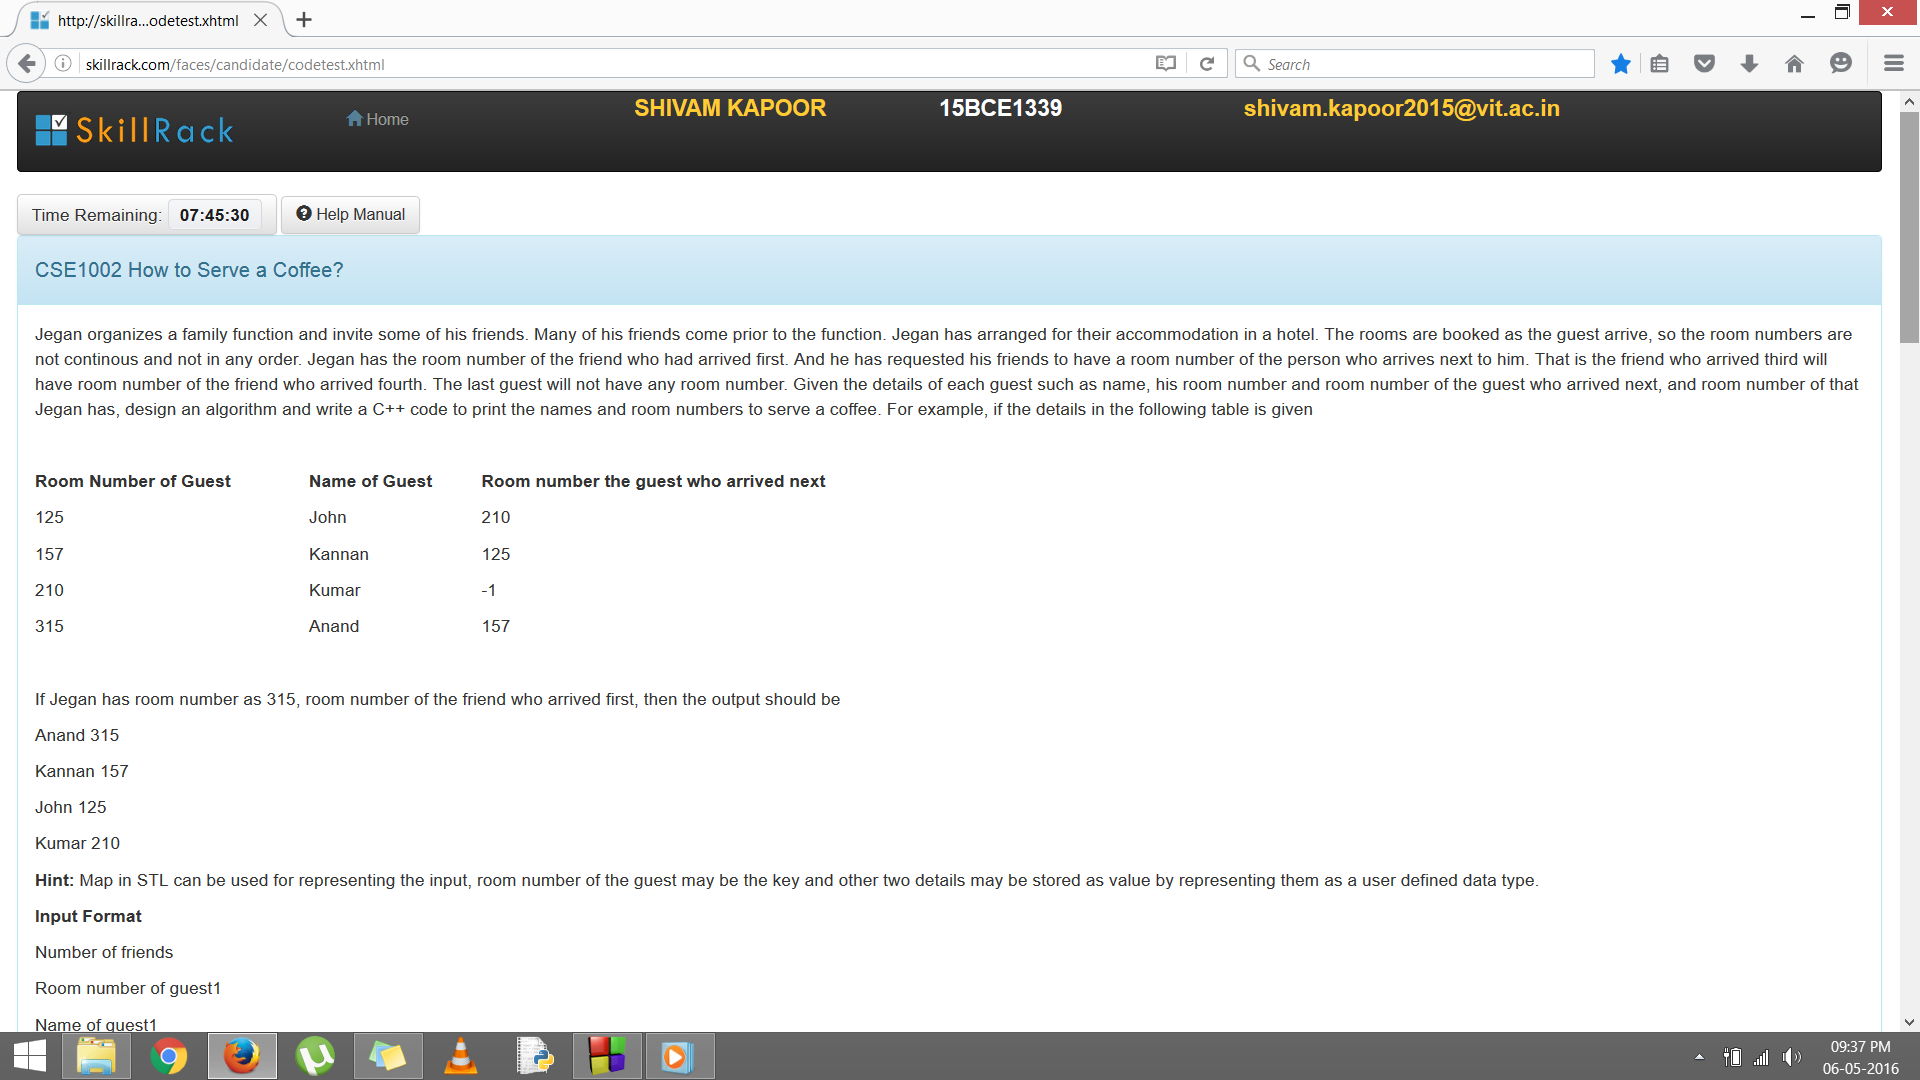 http://skillra...odetest.xhtml
skillrack.com/faces/candidate/codetest.xhtml
Search
SkillRack
Home
SHIVAM KAPOOR
15BCE1339
shivam.kapoor2015@vit.ac.in
Time Remaining: 07:45:30
Help Manual
CSE1002 How to Serve a Coffee?
Jegan organizes a family function and invite some of his friends. Many of his friends come prior to the function. Jegan has arranged for their accommodation in a hotel. The rooms are booked as the guest arrive, so the room numbers are
not continous and not in any order. Jegan has the room number of the friend who had arrived first. And he has requested his friends to have a room number of the person who arrives next to him. That is the friend who arrived third will
have room number of the friend who arrived fourth. The last guest will not have any room number. Given the details of each guest such as name, his room number and room number of the guest who arrived next, and room number of that
Jegan has, design an algorithm and write a C++ code to print the names and room numbers to serve a coffee. For example, if the details in the following table is given
Room Number of Guest Name of Guest Room number the guest who arrived next
125 John 210
157 Kannan 125
210 Kumar -1
315 Anand 157
If Jegan has room number as 315, room number of the friend who arrived first, then the output should be
Anand 315
Kannan 157
John 125
Kumar 210
Hint: Map in STL can be used for representing the input, room number of the guest may be the key and other two details may be stored as value by representing them as a user defined data type.
Input Format
Number of friends
Room number of guest1
Name of guest1
09:37 PM
06-05-2016